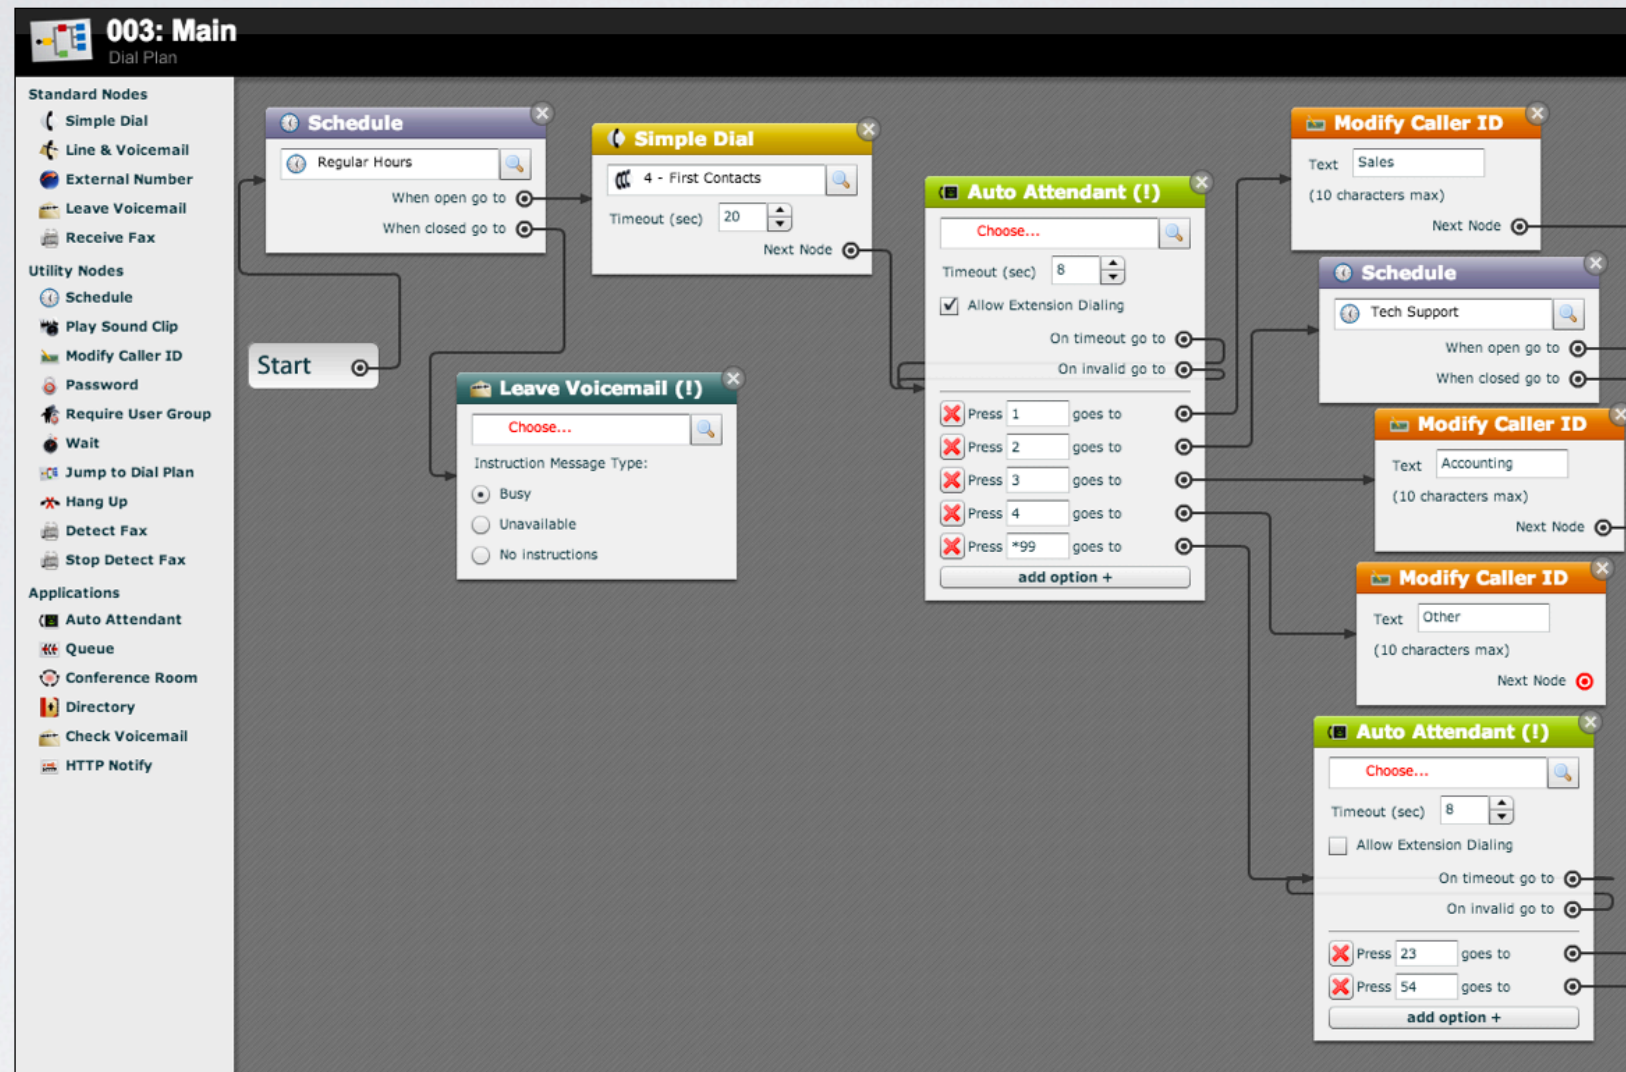 003: Main
Dial Plan
Standard Nodes
Simple Dial
Line & Voicemail
External Number
Leave Voicemail
Receive Fax
Utility Nodes
Schedule
Play Sound Clip
Modify Caller ID
Password
Require User Group
Wait
Jump to Dial Plan
Hang Up
Detect Fax
Stop Detect Fax
Applications
Auto Attendant
Queue
Conference Room
Directory
Check Voicemail
HTTP Notify
Start
Schedule
Regular Hours
When open go to
When closed go to
Simple Dial
4 - First Contacts
Timeout (sec) 20
Next Node
Leave Voicemail (!)
Choose...
Instruction Message Type:
Busy
Unavailable
No instructions
Auto Attendant (!)
Choose...
Timeout (sec) 8
Allow Extension Dialing
On timeout go to
On invalid go to
Press 1 goes to
Press 2 goes to
Press 3 goes to
Press 4 goes to
Press *99 goes to
add option +
Modify Caller ID
Text Sales
(10 characters max)
Next Node
Schedule
Tech Support
When open go to
When closed go to
Modify Caller ID
Text Accounting
(10 characters max)
Next Node
Modify Caller ID
Text Other
(10 characters max)
Next Node
Auto Attendant (!)
Choose...
Timeout (sec) 8
Allow Extension Dialing
On timeout go to
On invalid go to
Press 23 goes to
Press 54 goes to
add option +